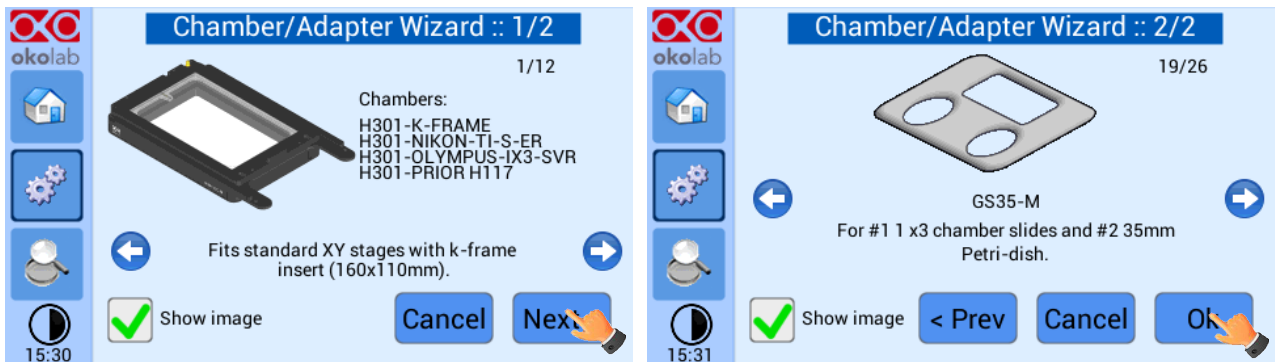 Chamber/Adapter Wizard :: 1/2
okolab
1/12
Chambers:
H301-K-FRAME
H301-NIKON-TI-S-ER
H301-OLYMPUS-IX3-SVR
H301-PRIOR H117
Fits standard XY stages with k-frame
insert (160x110mm).
Show image
Cancel
Next
15:30
Chamber/Adapter Wizard :: 2/2
okolab
19/26
GS35-M
For #1 1 x3 chamber slides and #2 35mm
Petri-dish.
Show image
< Prev
Cancel
Ok
15:31